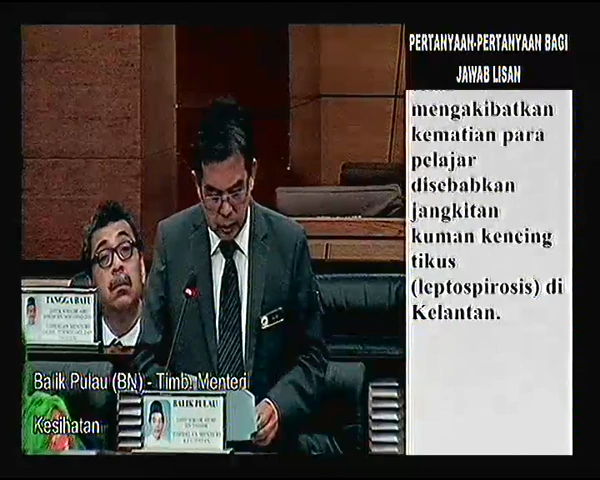 PERTANYAAN-PERTANYAAN BAGI
JAWAB LISAN
mengakibatkan
kematian para
pelajar
disebabkan
jangkitan
kuman kencing
tikus
(leptospirosis) di
Kelantan.
TANGGA BATU
Balik Pulau (BN) - Timb. Menteri
Kesihatan
BALIK PULAU